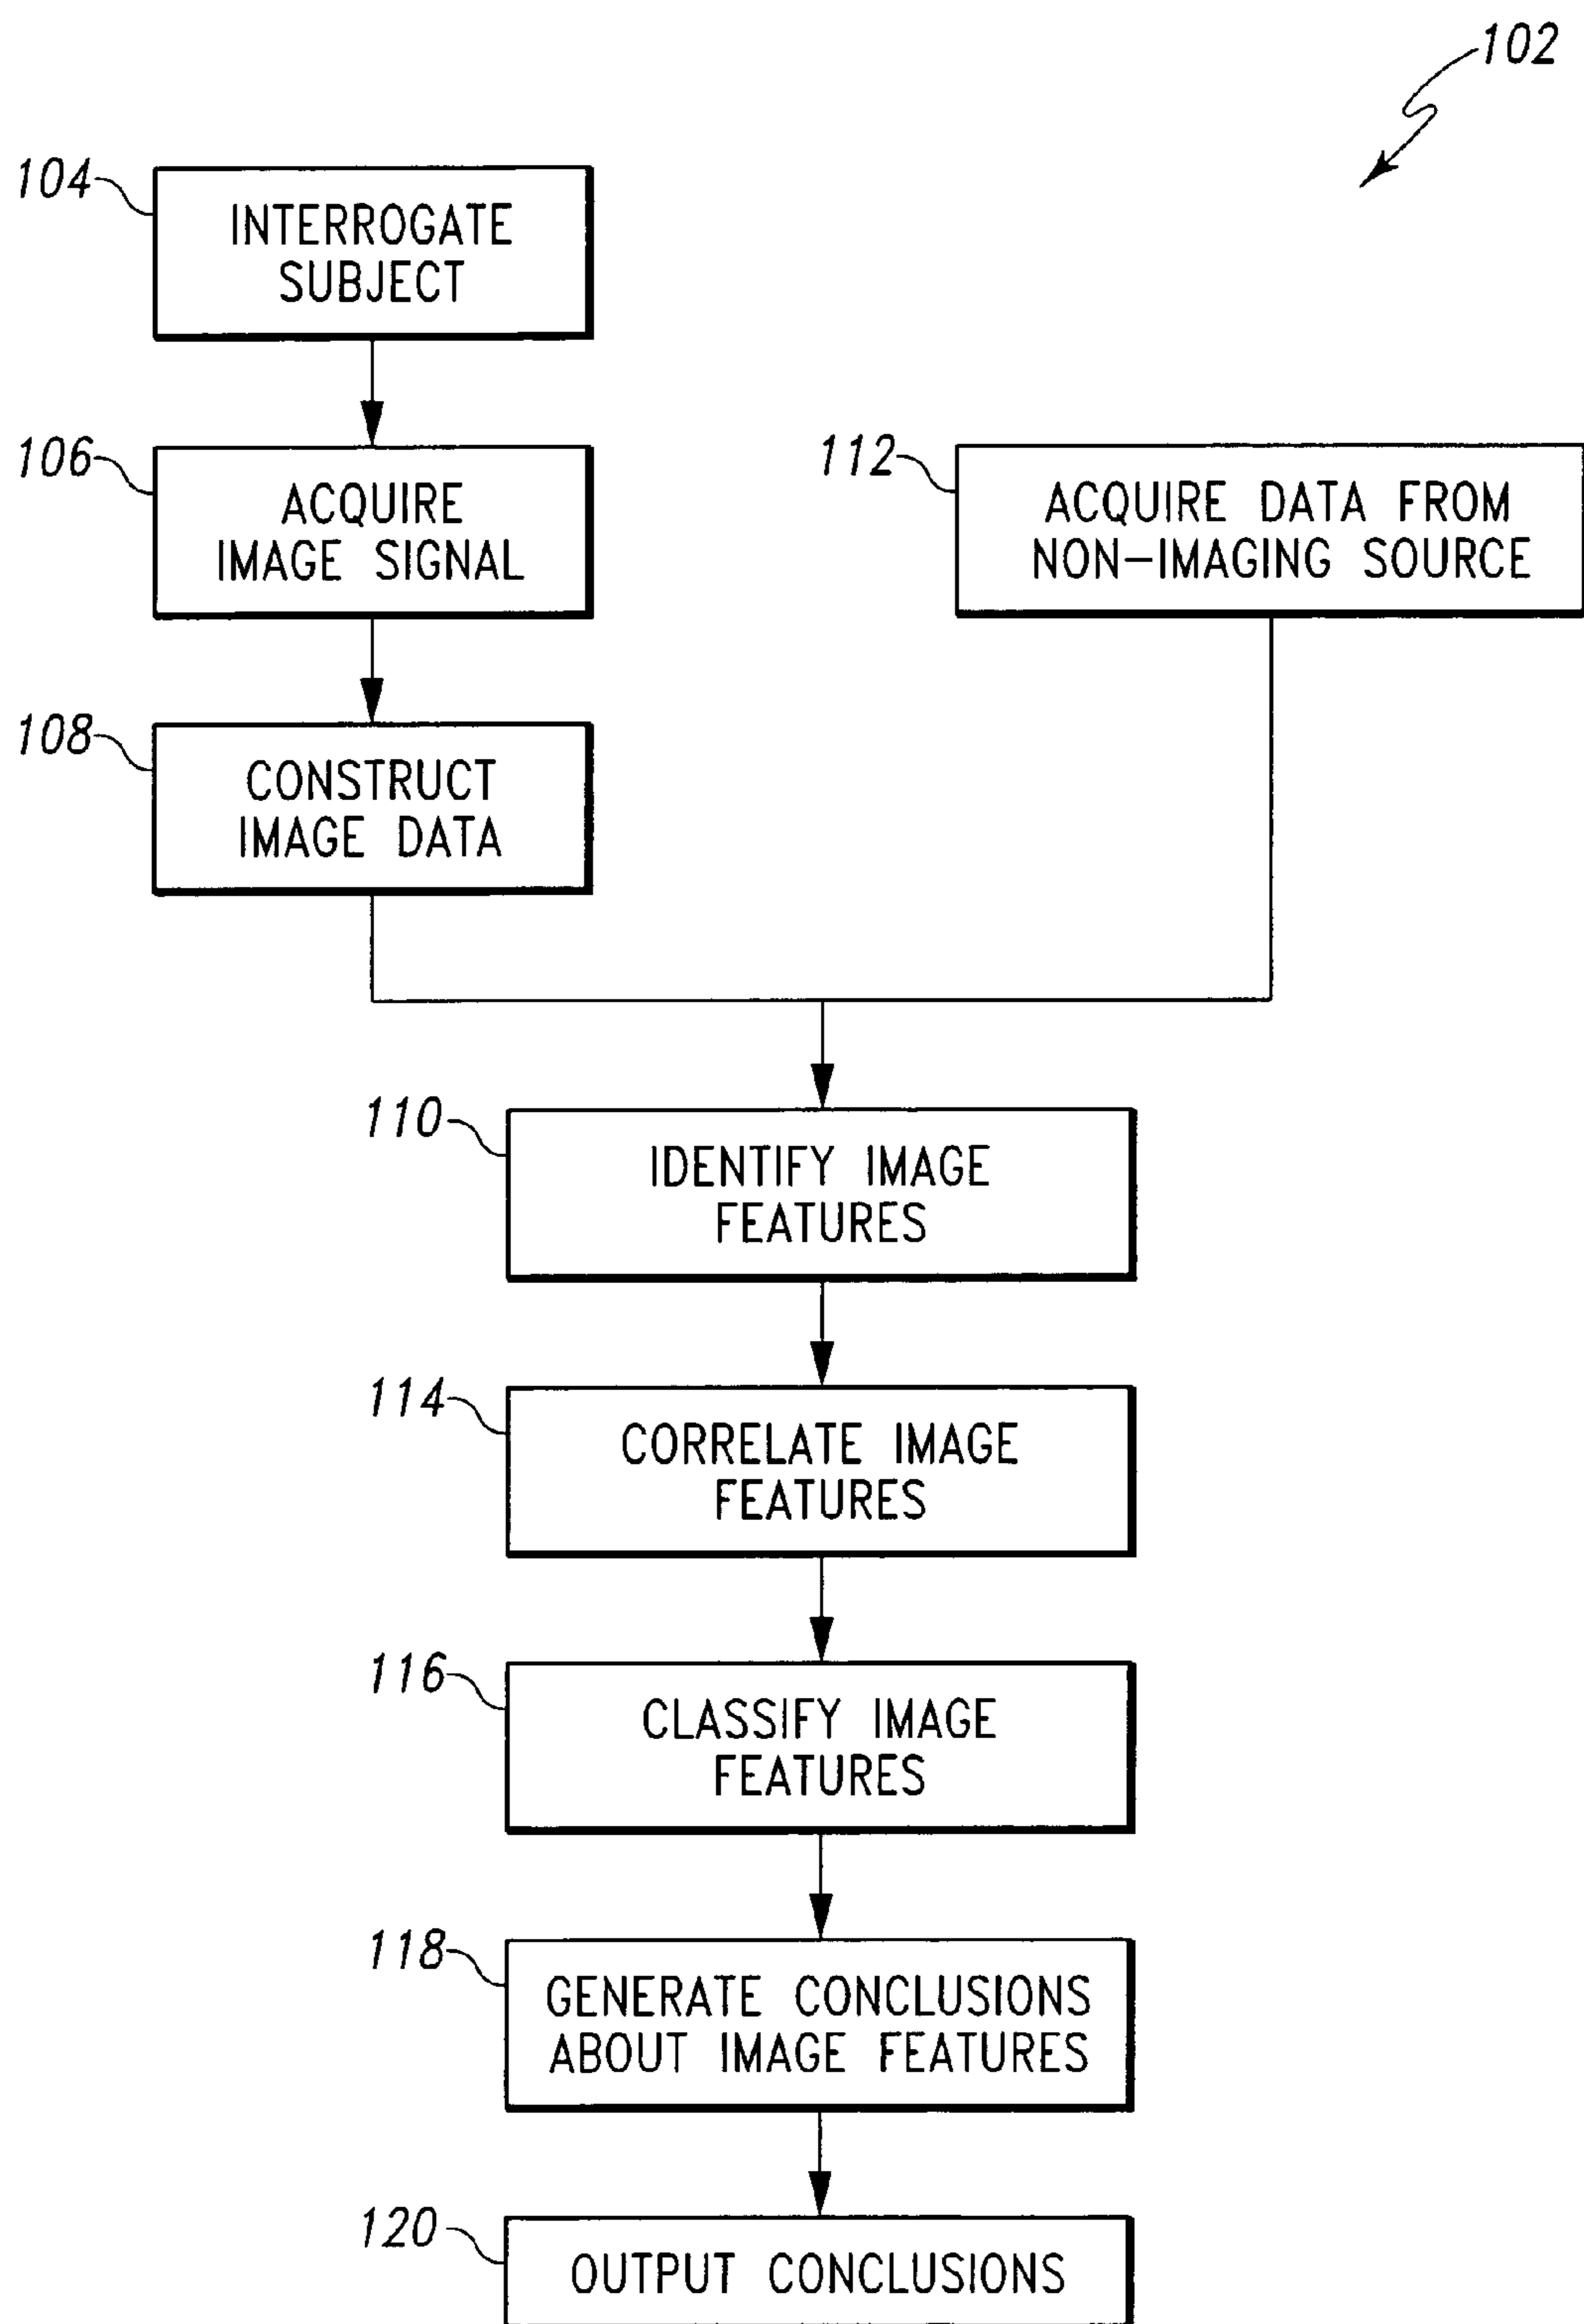 102
104
INTERROGATE
SUBJECT
106
ACQUIRE
IMAGE SIGNAL
112
ACQUIRE DATA FROM
NON-IMAGING SOURCE
108
CONSTRUCT
IMAGE DATA
110
IDENTIFY IMAGE
FEATURES
114
CORRELATE IMAGE
FEATURES
116
CLASSIFY IMAGE
FEATURES
118
GENERATE CONCLUSIONS
ABOUT IMAGE FEATURES
120
OUTPUT CONCLUSIONS